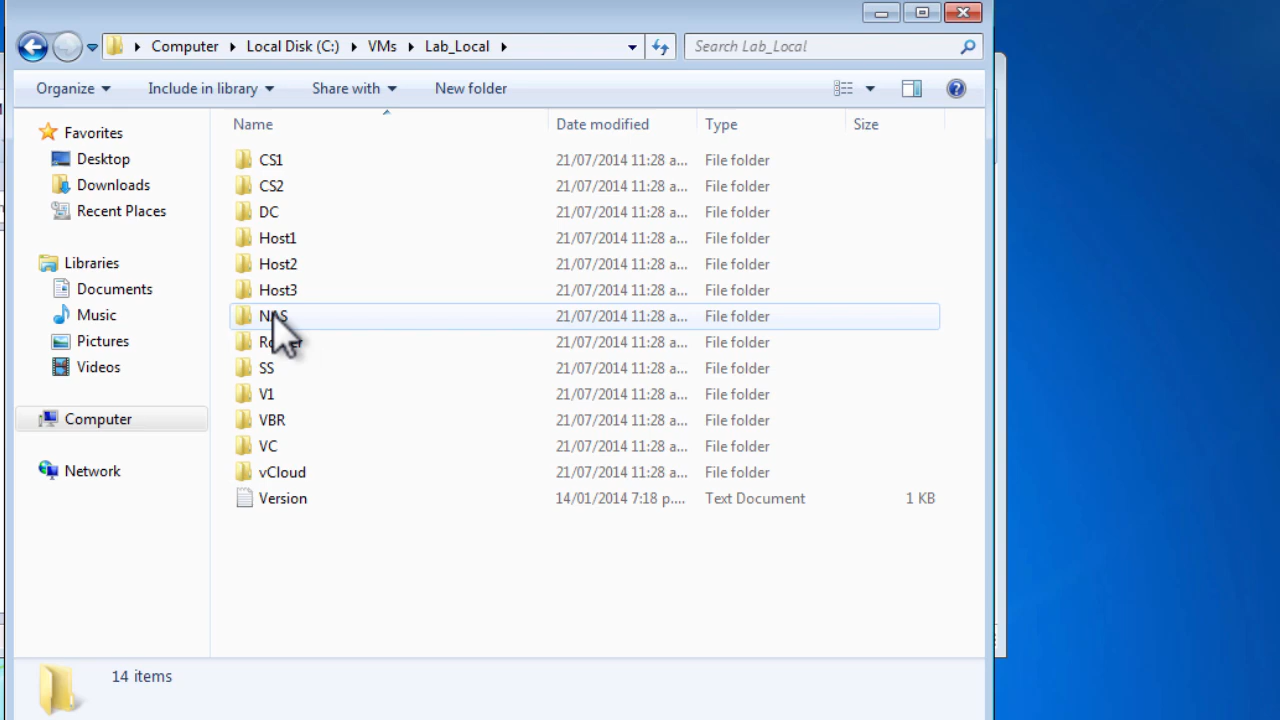 Computer Local Disk (C:) VMs Lab_Local Search Lab_Local
Organize Include in library Share with New folder
Name Date modified Type Size
Favorites
Desktop
Downloads
Recent Places
Libraries
Documents
Music
Pictures
Videos
Computer
Network
CS1 21/07/2014 11:28 a... File folder
CS2 21/07/2014 11:28 a... File folder
DC 21/07/2014 11:28 a... File folder
Host1 21/07/2014 11:28 a... File folder
Host2 21/07/2014 11:28 a... File folder
Host3 21/07/2014 11:28 a... File folder
NAS 21/07/2014 11:28 a... File folder
21/07/2014 11:28 a... File folder
SS 21/07/2014 11:28 a... File folder
V1 21/07/2014 11:28 a... File folder
VBR 21/07/2014 11:28 a... File folder
VC 21/07/2014 11:28 a... File folder
vCloud 21/07/2014 11:28 a... File folder
Version 14/01/2014 7:18 p.... Text Document 1 KB
14 items